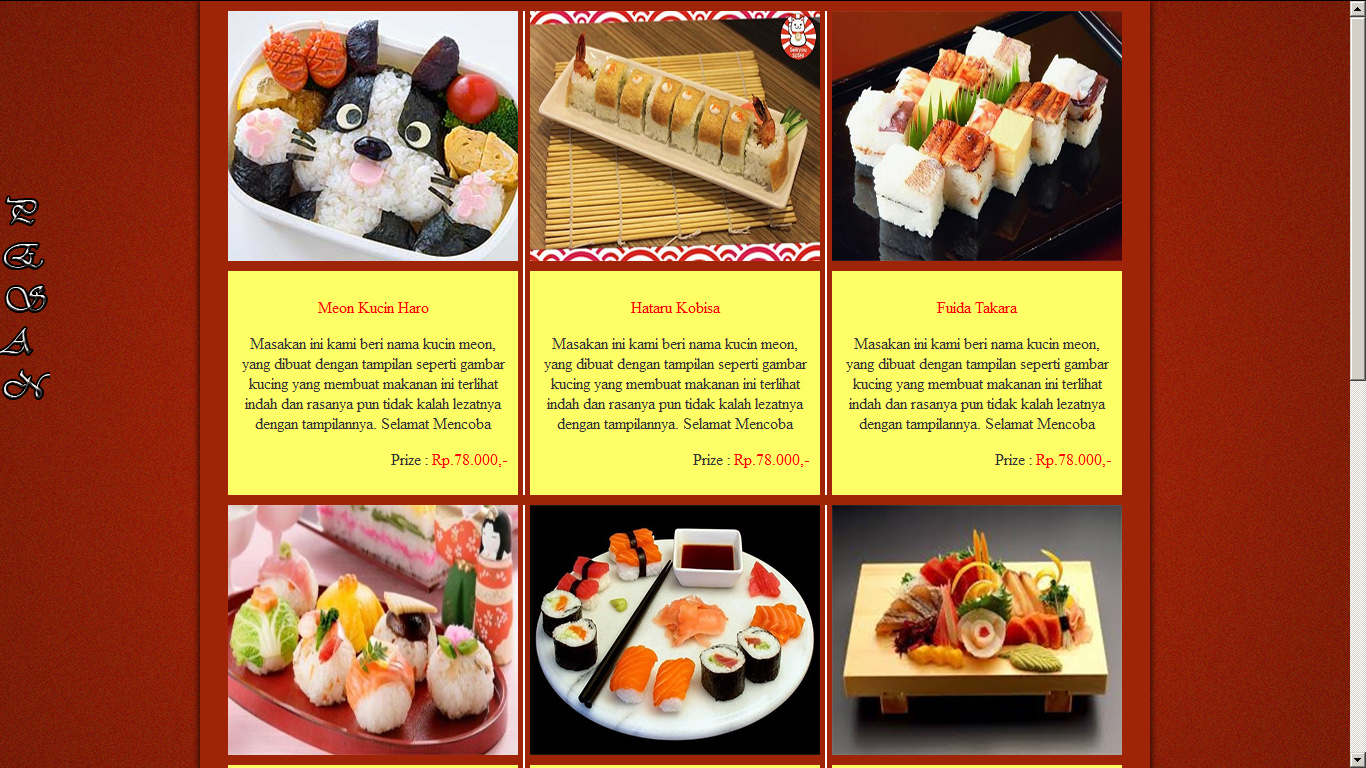 P
E
S
A
N
Seikyou
SUSHI
Meon Kucin Haro
Masakan ini kami beri nama kucin meon,
yang dibuat dengan tampilan seperti gambar
kucing yang membuat makanan ini terlihat
indah dan rasanya pun tidak kalah lezatnya
dengan tampilannya. Selamat Mencoba
Prize : Rp.78.000,-
Hataru Kobisa
Masakan ini kami beri nama kucin meon,
yang dibuat dengan tampilan seperti gambar
kucing yang membuat makanan ini terlihat
indah dan rasanya pun tidak kalah lezatnya
dengan tampilannya. Selamat Mencoba
Prize : Rp.78.000,-
Fuida Takara
Masakan ini kami beri nama kucin meon,
yang dibuat dengan tampilan seperti gambar
kucing yang membuat makanan ini terlihat
indah dan rasanya pun tidak kalah lezatnya
dengan tampilannya. Selamat Mencoba
Prize : Rp.78.000,-